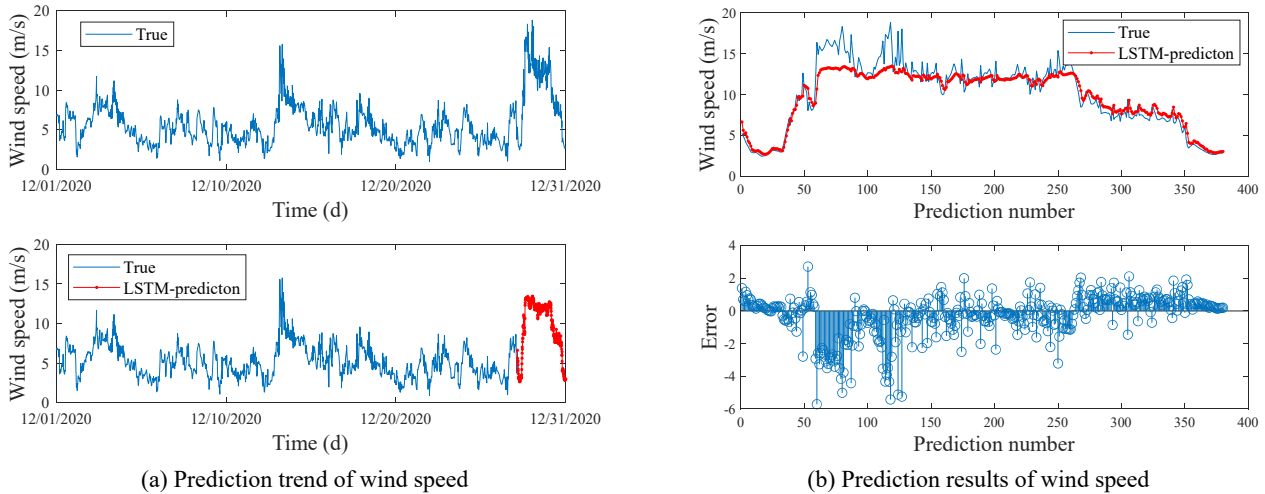 20
15
10
5
0
Wind speed (m/s)
True
12/01/2020 12/10/2020 12/20/2020 12/31/2020
Time (d)
20
15
10
5
0
Wind speed (m/s)
True
LSTM-predicton
12/01/2020 12/10/2020 12/20/2020 12/31/2020
Time (d)
(a) Prediction trend of wind speed
20
15
10
5
0
Wind speed (m/s)
True
LSTM-predicton
0 50 100 150 200 250 300 350 400
Prediction number
4
2
0
-2
-4
-6
Error
0 50 100 150 200 250 300 350 400
Prediction number
(b) Prediction results of wind speed